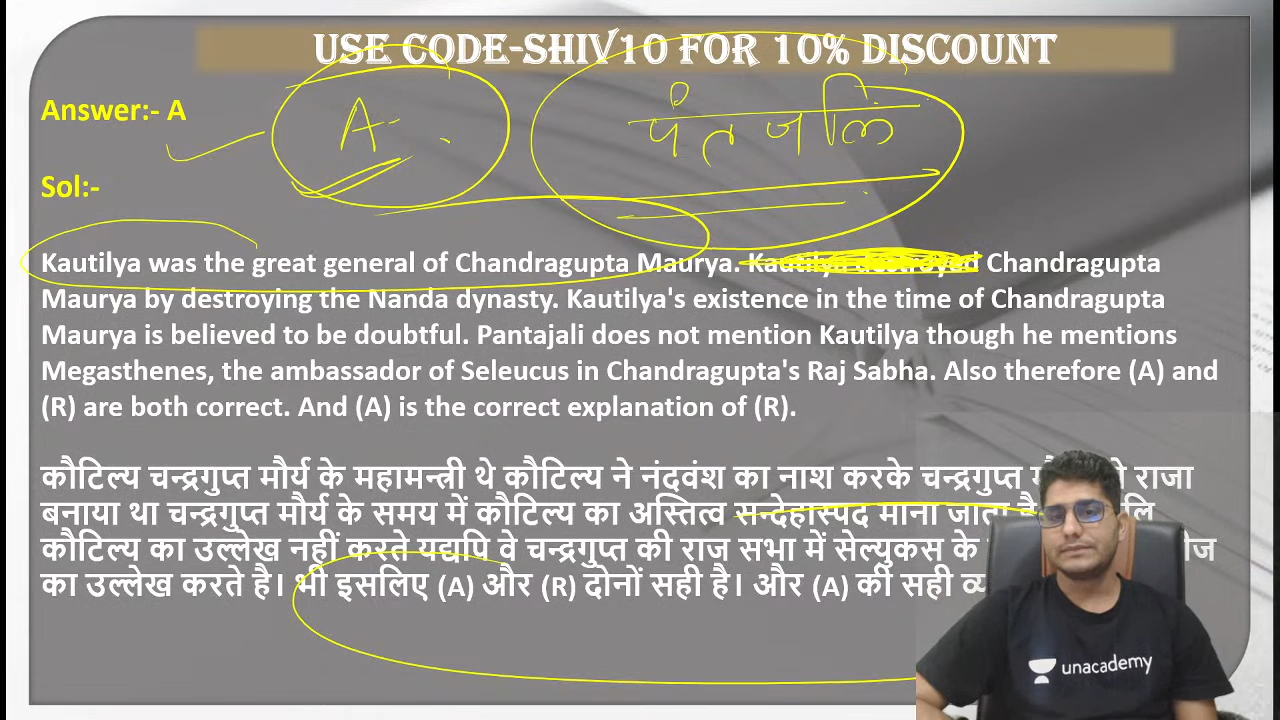 USE CODE-SHIV10 FOR 10% DISCOUNT
Answer:- A
A
पतजलि
Sol:-
Kautilya was the great general of Chandragupta Maurya. Kautilya destroyed Chandragupta
Maurya by destroying the Nanda dynasty. Kautilya's existence in the time of Chandragupta
Maurya is believed to be doubtful. Pantajali does not mention Kautilya though he mentions
Megasthenes, the ambassador of Seleucus in Chandragupta's Raj Sabha. Also therefore (A) and
(R) are both correct. And (A) is the correct explanation of (R).
कौटिल्य चन्द्रगुप्त मौर्य के महामन्त्री थे कौटिल्य ने नंदवंश का नाश करके चन्द्रगुप्त राजा
बनाया था चन्द्रगुप्त मौर्य के समय में कौटिल्य का अस्तित्व सन्देहास्पद माना जाता
कौटिल्य का उल्लेख नहीं करते यद्यपि वे चन्द्रगुप्त की राज सभा में सेल्युकस के
का उल्लेख करते है। भी इसलिए (A) और (R) दोनों सही है। और (A) की सही
unacademy